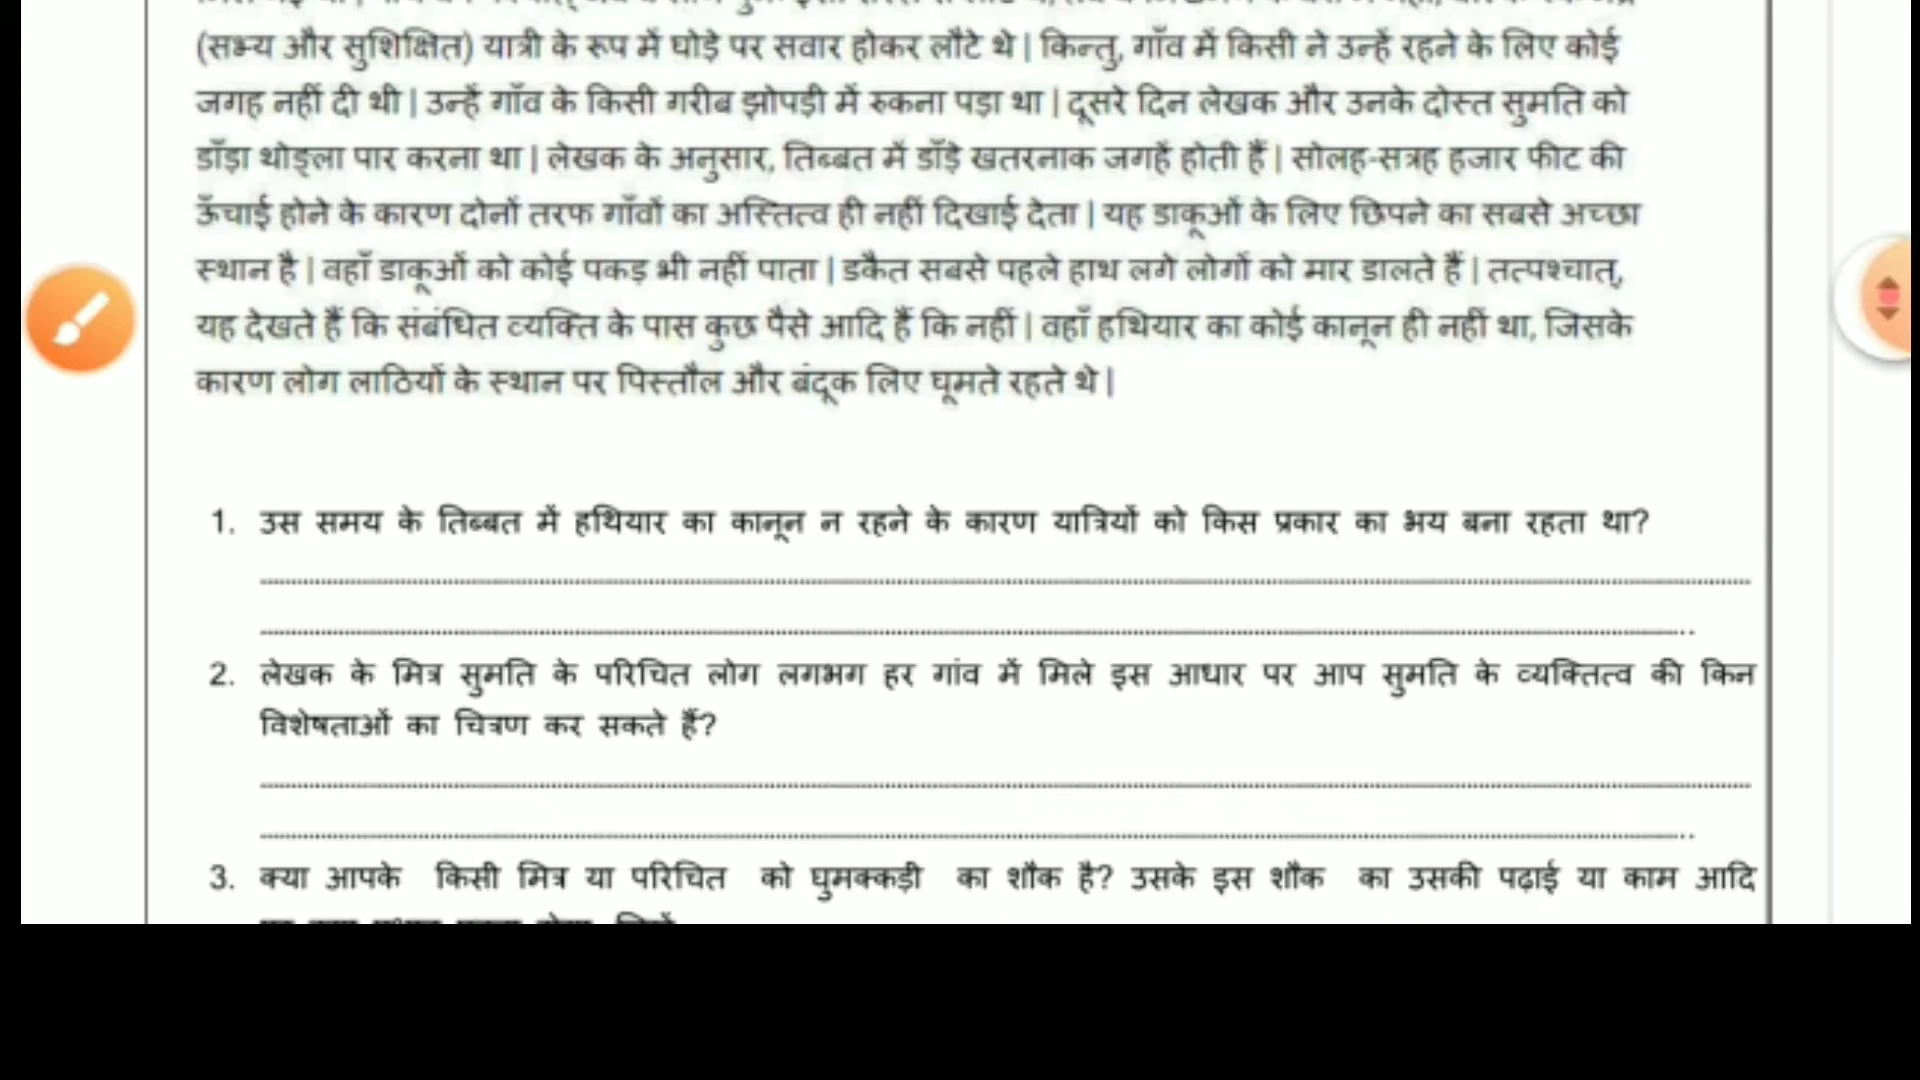 (सभ्य और सुशिक्षित) यात्री के रूप में घोड़े पर सवार होकर लौटे थे | किन्तु, गाँव में किसी ने उन्हें रहने के लिए कोई
जगह नहीं दी थी | उन्हें गाँव के किसी गरीब झोपड़ी में रुकना पड़ा था | दूसरे दिन लेखक और उनके दोस्त सुमति को
डाँड़ा थोङ्ला पार करना था | लेखक के अनुसार, तिब्बत में डाँड़े खतरनाक जगहें होती हैं | सोलह-सत्रह हजार फीट की
ऊँचाई होने के कारण दोनों तरफ गाँवों का अस्तित्व ही नहीं दिखाई देता | यह डाकूओं के लिए छिपने का सबसे अच्छा
स्थान है | वहाँ डाकूओं को कोई पकड़ भी नहीं पाता | डकैत सबसे पहले हाथ लगे लोगों को मार डालते हैं | तत्पश्चात्,
यह देखते हैं कि संबंधित व्यक्ति के पास कुछ पैसे आदि हैं कि नहीं | वहाँ हथियार का कोई कानून ही नहीं था, जिसके
कारण लोग लाठियों के स्थान पर पिस्तौल और बंदूक लिए घूमते रहते थे |
1. उस समय के तिब्बत में हथियार का कानून न रहने के कारण यात्रियों को किस प्रकार का भय बना रहता था?
2. लेखक के मित्र सुमति के परिचित लोग लगभग हर गांव में मिले इस आधार पर आप सुमति के व्यक्तित्व की किन
विशेषताओं का चित्रण कर सकते हैं?
3. क्या आपके किसी मित्र या परिचित को घुमक्कड़ी का शौक है? उसके इस शौक का उसकी पढ़ाई या काम आदि